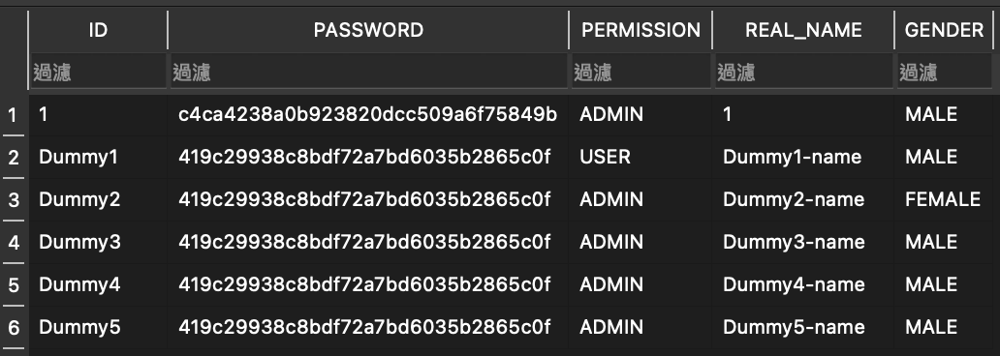 ID PASSWORD PERMISSION REAL_NAME GENDER
過濾 過濾 過濾 過濾 過濾
1 1 c4ca4238a0b923820dcc509a6f75849b ADMIN 1 MALE
2 Dummy1 419c29938c8bdf72a7bd6035b2865c0f USER Dummy1-name MALE
3 Dummy2 419c29938c8bdf72a7bd6035b2865c0f ADMIN Dummy2-name FEMALE
4 Dummy3 419c29938c8bdf72a7bd6035b2865c0f ADMIN Dummy3-name MALE
5 Dummy4 419c29938c8bdf72a7bd6035b2865c0f ADMIN Dummy4-name MALE
6 Dummy5 419c29938c8bdf72a7bd6035b2865c0f ADMIN Dummy5-name MALE